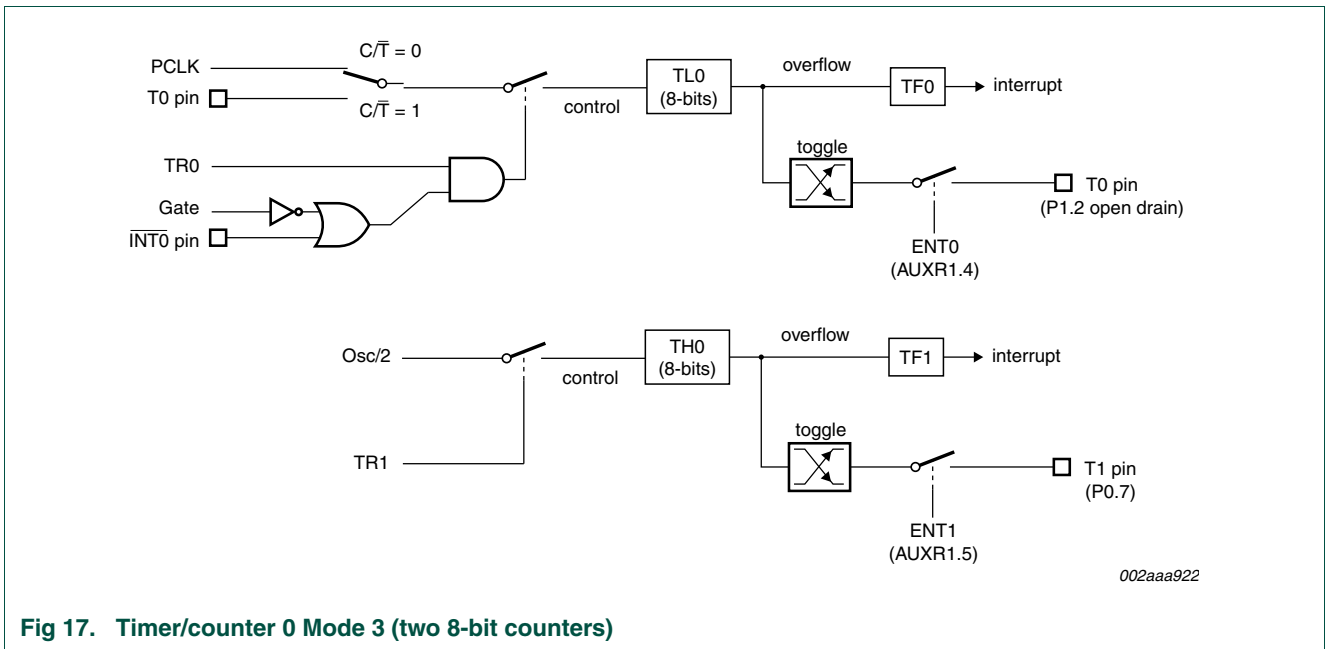 C/T̅ = 0
PCLK
T0 pin
C/T̅ = 1
control
TL0
(8-bits)
overflow
TF0
interrupt
toggle
TR0
Gate
I̅N̅T̅0̅ pin
T0 pin
(P1.2 open drain)
ENT0
(AUXR1.4)
Osc/2
control
TH0
(8-bits)
overflow
TF1
interrupt
toggle
TR1
T1 pin
(P0.7)
ENT1
(AUXR1.5)
002aaa922
Fig 17. Timer/counter 0 Mode 3 (two 8-bit counters)